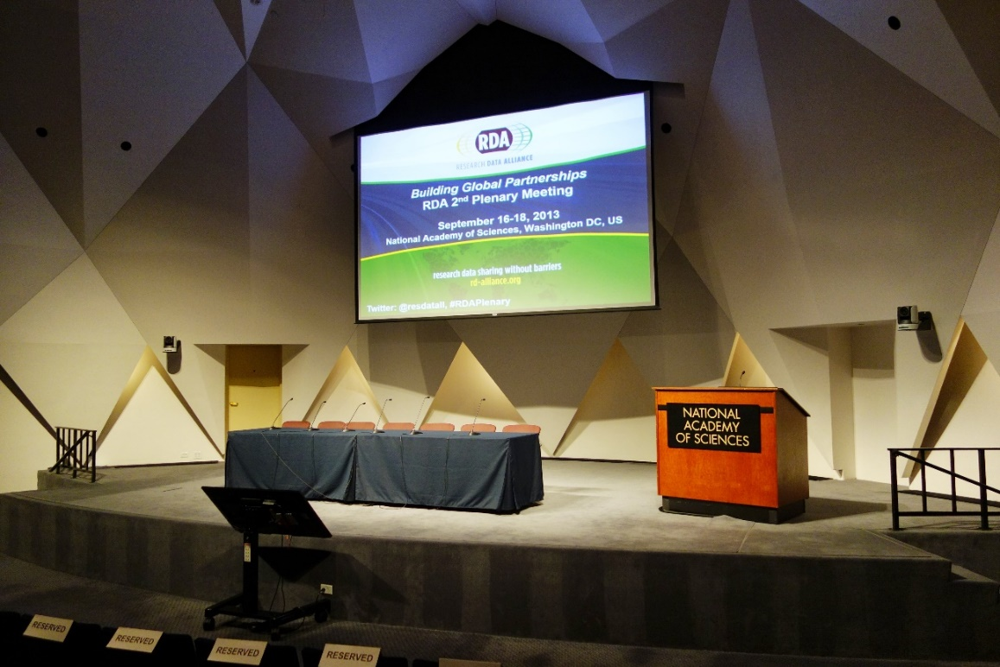 RDA
RESEARCH DATA ALLIANCE
Building Global Partnerships
RDA 2nd Plenary Meeting
September 16-18, 2013
National Academy of Sciences, Washington DC, US
research data sharing without barriers
rd-alliance.org
Twitter: @resdatall, #RDAPlenary
NATIONAL
ACADEMY
OF SCIENCES
RESERVED
RESERVED
RESERVED
RESERVED